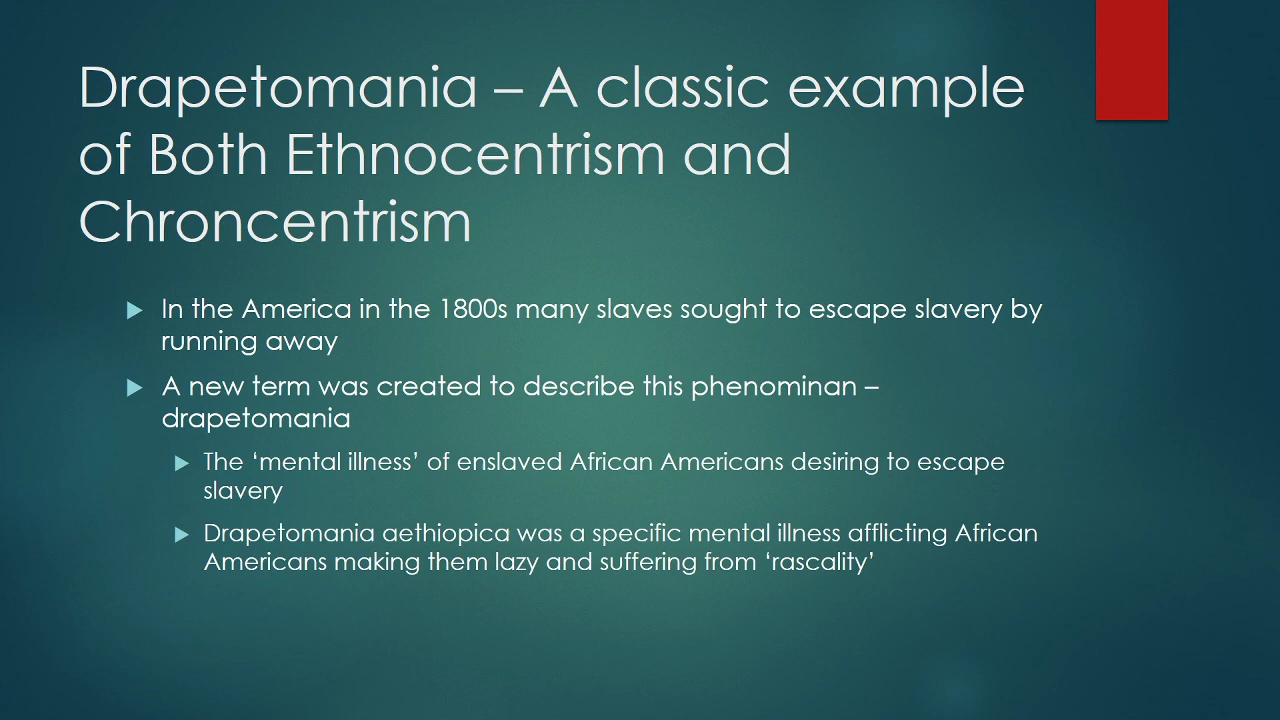 Drapetomania – A classic example
of Both Ethnocentrism and
Chroncentrism
In the America in the 1800s many slaves sought to escape slavery by
running away
A new term was created to describe this phenominan –
drapetomania
The ‘mental illness’ of enslaved African Americans desiring to escape
slavery
Drapetomania aethiopica was a specific mental illness afflicting African
Americans making them lazy and suffering from ‘rascality’